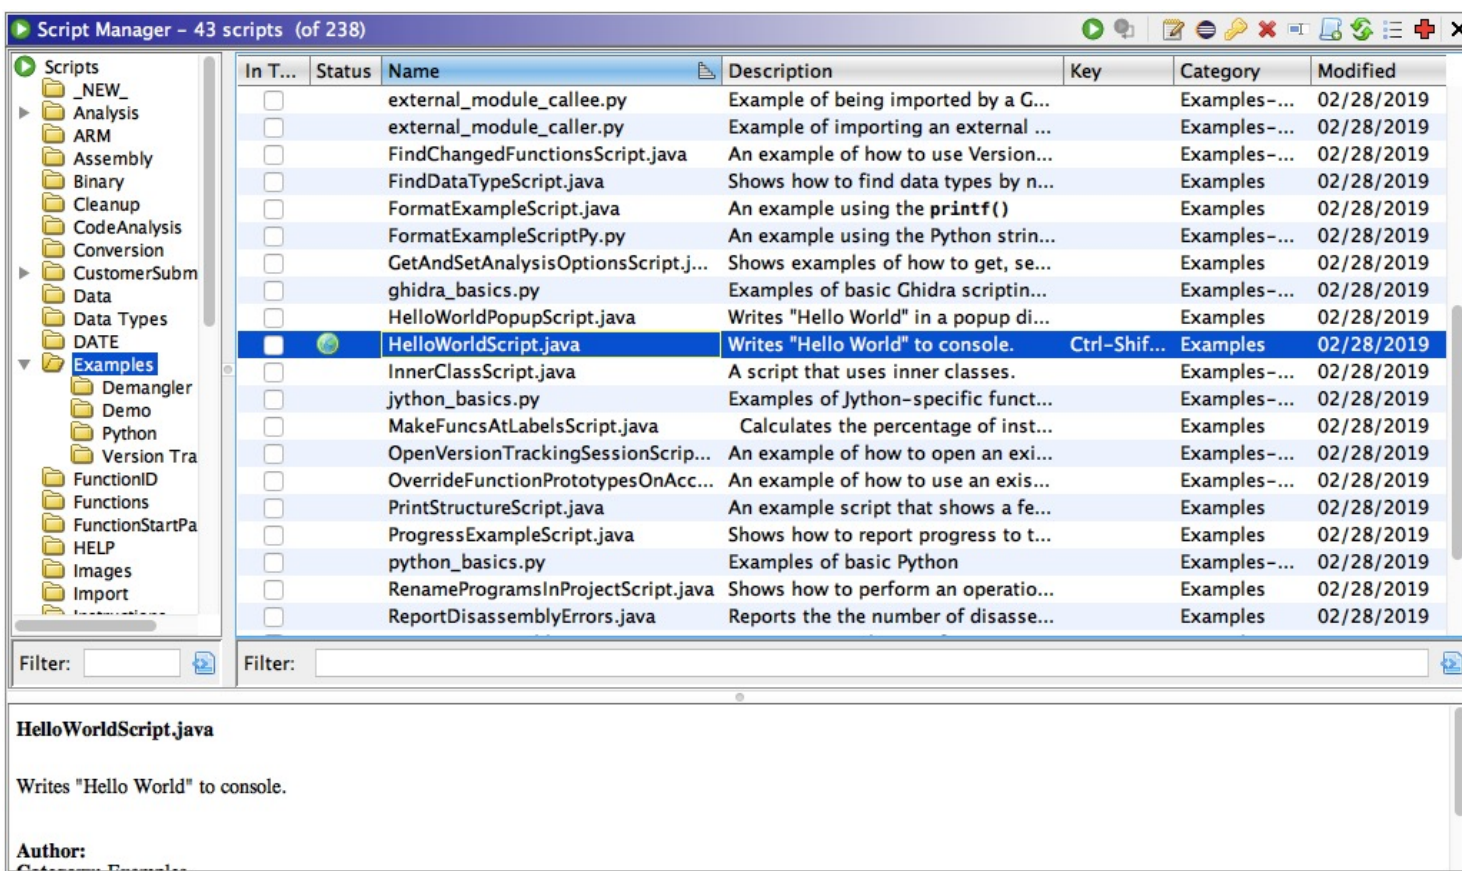 Script Manager – 43 scripts (of 238)
Scripts
_NEW_
Analysis
ARM
Assembly
Binary
Cleanup
CodeAnalysis
Conversion
CustomerSubm
Data
Data Types
DATE
Examples
Demangler
Demo
Python
Version Tra
FunctionID
Functions
FunctionStartPa
HELP
Images
Import
Filter:
In T... Status Name Description Key Category Modified
external_module_callee.py Example of being imported by a G... Examples-... 02/28/2019
external_module_caller.py Example of importing an external ... Examples-... 02/28/2019
FindChangedFunctionsScript.java An example of how to use Version... Examples-... 02/28/2019
FindDataTypeScript.java Shows how to find data types by n... Examples 02/28/2019
FormatExampleScript.java An example using the printf() Examples 02/28/2019
FormatExampleScriptPy.py An example using the Python strin... Examples-... 02/28/2019
GetAndSetAnalysisOptionsScript.j... Shows examples of how to get, se... Examples 02/28/2019
ghidra_basics.py Examples of basic Ghidra scriptin... Examples-... 02/28/2019
HelloWorldPopupScript.java Writes "Hello World" in a popup di... Examples 02/28/2019
HelloWorldScript.java Writes "Hello World" to console. Ctrl-Shif... Examples 02/28/2019
InnerClassScript.java A script that uses inner classes. Examples-... 02/28/2019
jython_basics.py Examples of Jython-specific funct... Examples-... 02/28/2019
MakeFuncsAtLabelsScript.java Calculates the percentage of inst... Examples 02/28/2019
OpenVersionTrackingSessionScrip... An example of how to open an exi... Examples-... 02/28/2019
OverrideFunctionPrototypesOnAcc... An example of how to use an exis... Examples-... 02/28/2019
PrintStructureScript.java An example script that shows a fe... Examples 02/28/2019
ProgressExampleScript.java Shows how to report progress to t... Examples 02/28/2019
python_basics.py Examples of basic Python Examples-... 02/28/2019
RenameProgramsInProjectScript.java Shows how to perform an operatio... Examples 02/28/2019
ReportDisassemblyErrors.java Reports the the number of disasse... Examples 02/28/2019
Filter:
HelloWorldScript.java
Writes "Hello World" to console.
Author:
Category: Examples